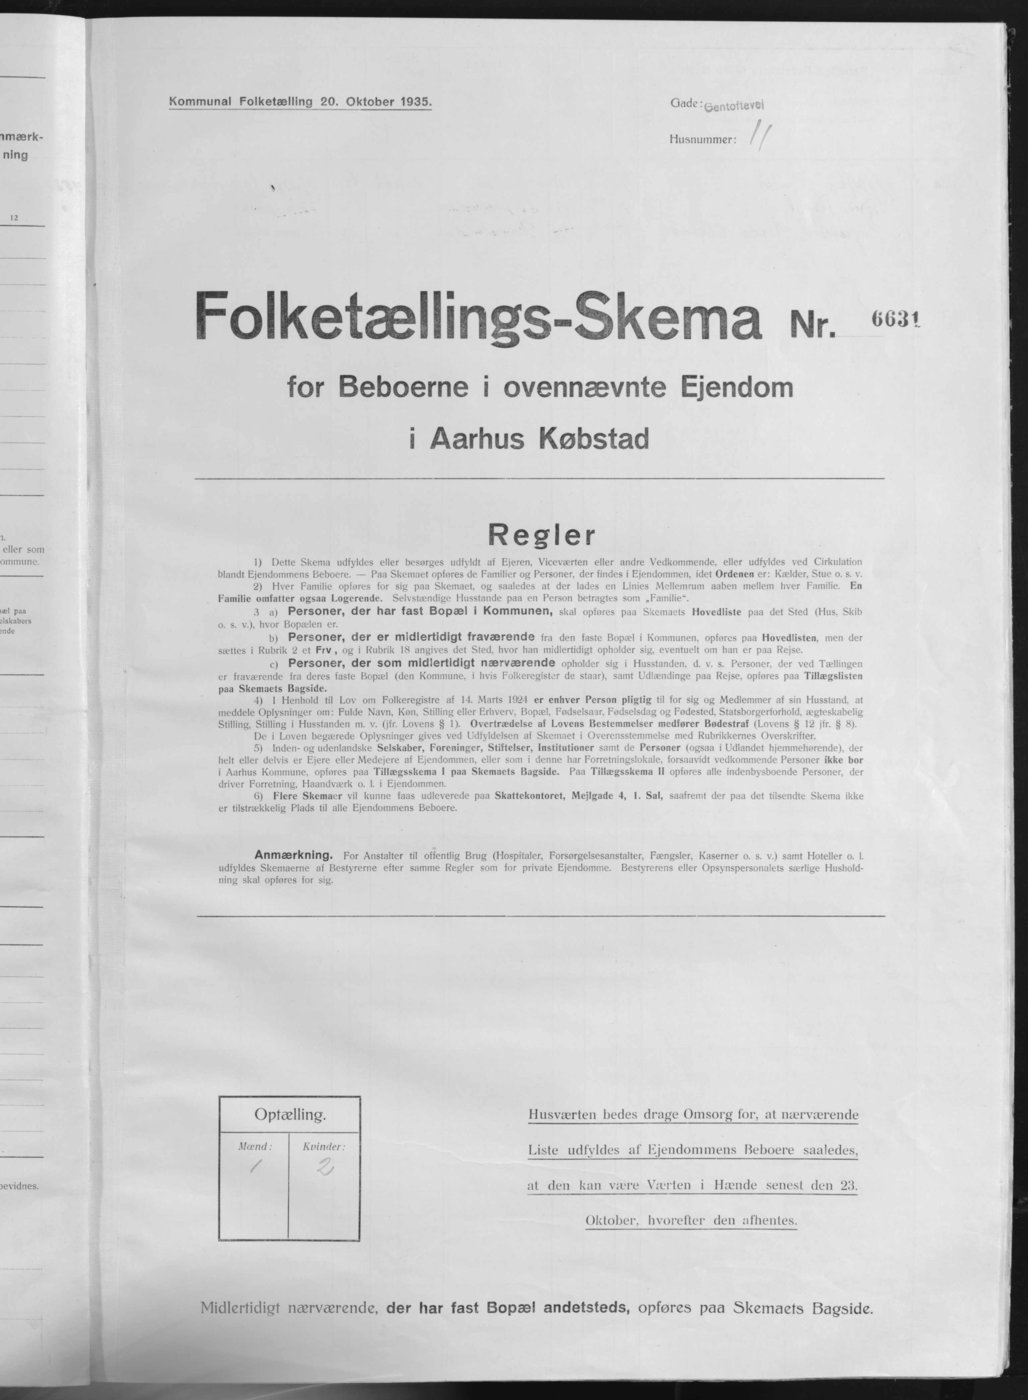 Kommunal Folketælling 20. Oktober 1935.
Gade: Gentoftevej
Husnummer: 11
nmærk-
ning
12
Folketællings-Skema Nr. 6631
for Beboerne i ovennævnte Ejendom
i Aarhus Købstad
Regler
1) Dette Skema udfyldes eller besørges udfyldt af Ejeren, Viceværten eller andre Vedkommende, eller udfyldes ved Cirkulation
blandt Ejendommens Beboere. — Paa Skemaet opføres de Familier og Personer, der findes i Ejendommen, idet Ordenen er: Kælder, Stue o. s. v.
2) Hver Familie opføres for sig paa Skemaet, og saaledes at der lades en Linies Mellemrum aaben mellem hver Familie. En
Familie omfatter ogsaa Logerende. Selvstændige Husstande paa en Person betragtes som „Familie“.
3 a) Personer, der har fast Bopæl i Kommunen, skal opføres paa Skemaets Hovedliste paa det Sted (Hus, Skib
o. s. v.), hvor Bopælen er.
b) Personer, der er midlertidigt fraværende fra den faste Bopæl i Kommunen, opføres paa Hovedlisten, men der
sættes i Rubrik 2 et Frv, og i Rubrik 18 angives det Sted, hvor han midlertidigt opholder sig, eventuelt om han er paa Rejse.
c) Personer, der som midlertidigt nærværende opholder sig i Husstanden, d. v. s. Personer, der ved Tællingen
er fraværende fra deres faste Bopæl (den Kommune, i hvis Folkeregister de staar), samt Udlændinge paa Rejse, opføres paa Tillægslisten
paa Skemaets Bagside.
4) I Henhold til Lov om Folkeregistre af 14. Marts 1924 er enhver Person pligtig til for sig og Medlemmer af sin Husstand, at
meddele Oplysninger om: Fulde Navn, Køn, Stilling eller Erhverv, Bopæl, Fødselsaar, Fødselsdag og Fødested, Statsborgerforhold, ægteskabelig
Stilling, Stilling i Husstanden m. v. (jfr. Lovens § 1). Overtrædelse af Lovens Bestemmelser medfører Bødestraf (Lovens § 12 jfr. § 8).
De i Loven begærede Oplysninger gives ved Udfyldelsen af Skemaet i Overensstemmelse med Rubrikkernes Overskrifter.
5) Inden- og udenlandske Selskaber, Foreninger, Stiftelser, Institutioner samt de Personer (ogsaa i Udlandet hjemmehørende), der
helt eller delvis er Ejere eller Medejere af Ejendommen, eller som i denne har Forretningslokale, forsaavidt vedkommende Personer ikke bor
i Aarhus Kommune, opføres paa Tillægsskema I paa Skemaets Bagside. Paa Tillægsskema II opføres alle indenbysboende Personer, der
driver Forretning, Haandværk o. l. i Ejendommen.
6) Flere Skemaer vil kunne faas udleverede paa Skattekontoret, Mejlgade 4, 1. Sal, saafremt der paa det tilsendte Skema ikke
er tilstrækkelig Plads til alle Ejendommens Beboere.
eller som
ommune.
æl paa
elskabers
ende
Anmærkning. For Anstalter til offentlig Brug (Hospitaler, Forsørgelsesanstalter, Fængsler, Kaserner o. s. v.) samt Hoteller o. l.
udfyldes Skemaerne af Bestyrerne efter samme Regler som for private Ejendomme. Bestyrerens eller Opsynspersonalets særlige Hushold-
ning skal opføres for sig.
Optælling.
Mænd: Kvinder:
1 2
Husværten bedes drage Omsorg for, at nærværende
Liste udfyldes af Ejendommens Beboere saaledes,
at den kan være Værten i Hænde senest den 23.
Oktober, hvorefter den afhentes.
bevidnes.
Midlertidigt nærværende, der har fast Bopæl andetsteds, opføres paa Skemaets Bagside.